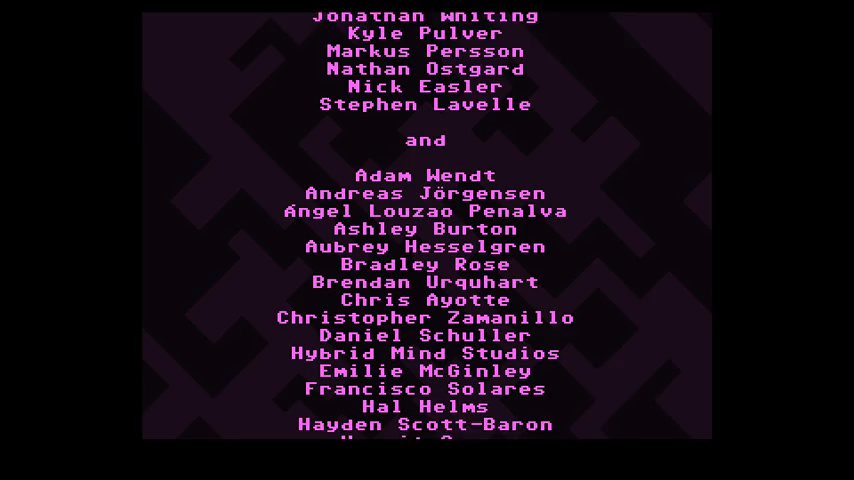 Jonathan Whiting
Kyle Pulver
Markus Persson
Nathan Ostgard
Nick Easler
Stephen Lavelle
and
Adam Wendt
Andreas Jörgensen
Ángel Louzao Penalva
Ashley Burton
Aubrey Hesselgren
Bradley Rose
Brendan Urquhart
Chris Ayotte
Christopher Zamanillo
Daniel Schuller
Hybrid Mind Studios
Emilie McGinley
Francisco Solares
Hal Helms
Hayden Scott-Baron